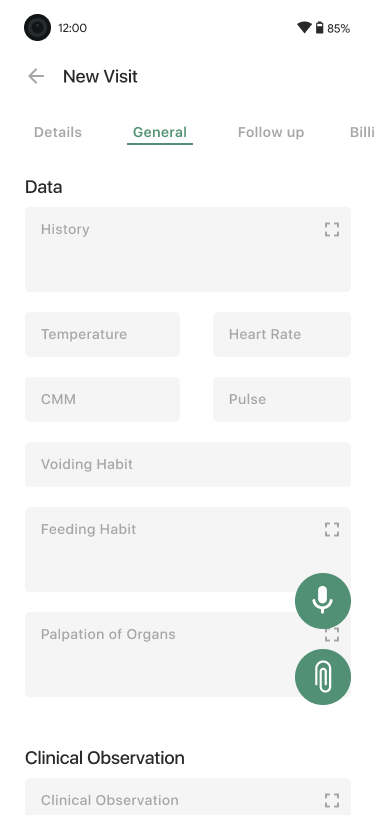 12:00 85%
New Visit
Details General Follow up Billi
Data
History
Temperature Heart Rate
CMM Pulse
Voiding Habit
Feeding Habit
Palpation of Organs
Clinical Observation
Clinical Observation